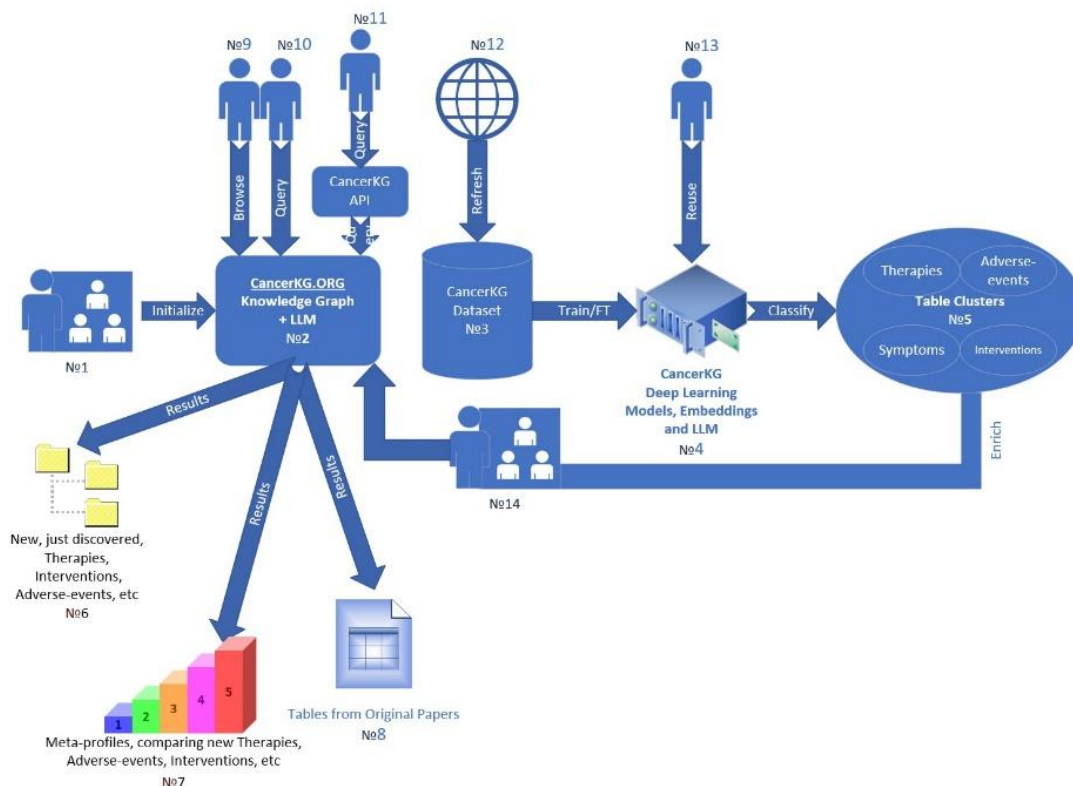 №9
№10
№11
№12
№13
Browse
Query
Query
CancerKG
API
Qu
ery
Refresh
Reuse
CancerKG.ORG
Knowledge Graph
+ LLM
№2
Initialize
№1
CancerKG
Dataset
№3
Train/FT
Classify
CancerKG
Deep Learning
Models, Embeddings
and LLM
№4
Therapies
Adverse-
events
Table Clusters
№5
Symptoms
Interventions
Enrich
№14
Results
Results
Results
New, just discovered,
Therapies,
Interventions,
Adverse-events, etc
№6
1
2
3
4
5
Meta-profiles, comparing new Therapies,
Adverse-events, Interventions, etc
№7
Tables from Original Papers
№8